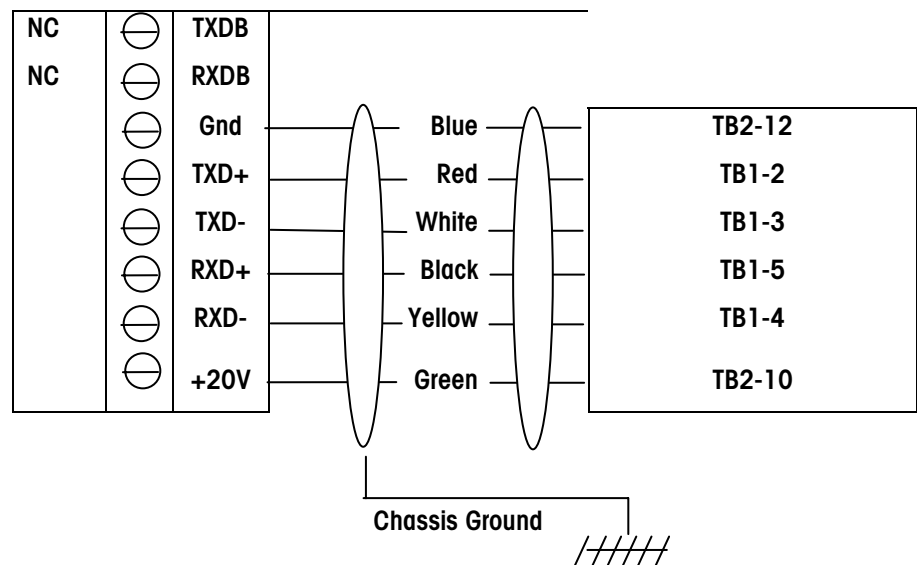 NC TXDB
NC RXDB
Gnd Blue TB2-12
TXD+ Red TB1-2
TXD- White TB1-3
RXD+ Black TB1-5
RXD- Yellow TB1-4
+20V Green TB2-10
Chassis Ground